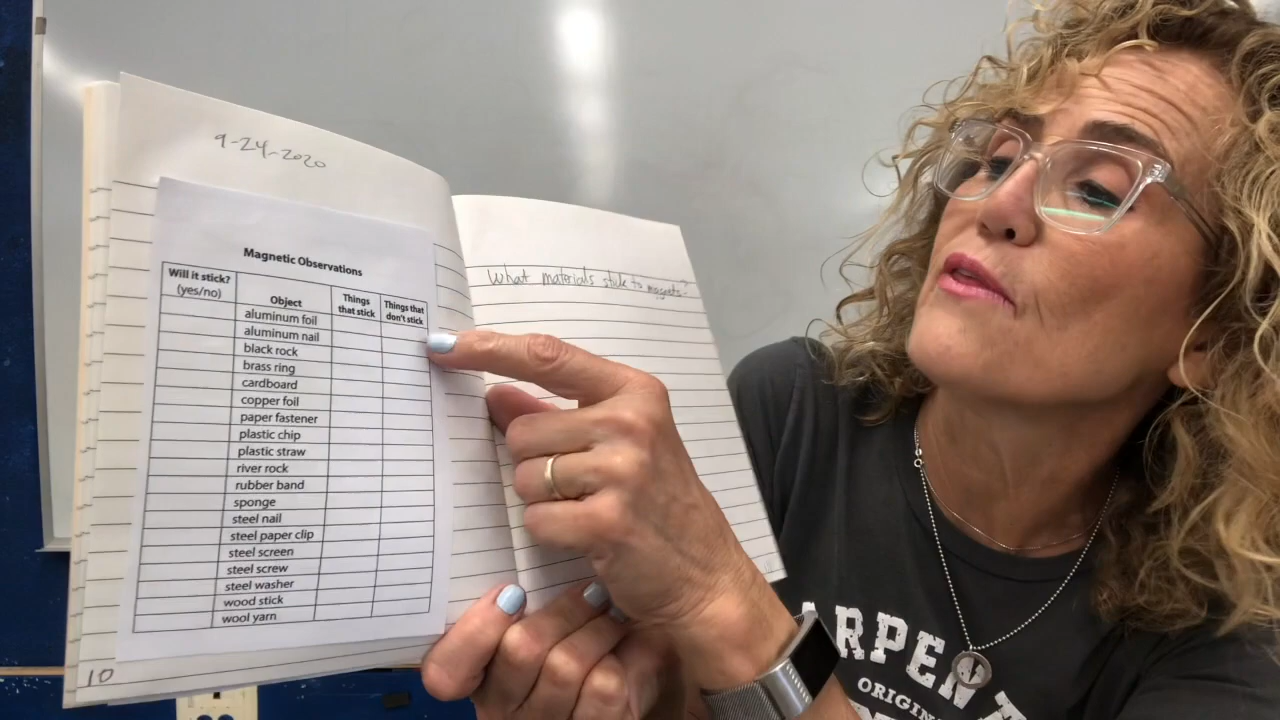 9-24-2020
Magnetic Observations
Will it stick? (yes/no) Object Things that stick Things that don't stick
aluminum foil
aluminum nail
black rock
brass ring
cardboard
copper foil
paper fastener
plastic chip
plastic straw
river rock
rubber band
sponge
steel nail
steel paper clip
steel screen
steel screw
steel washer
wood stick
wool yarn
10
What materials stick to magnets?
ARPEN
ORIGIN